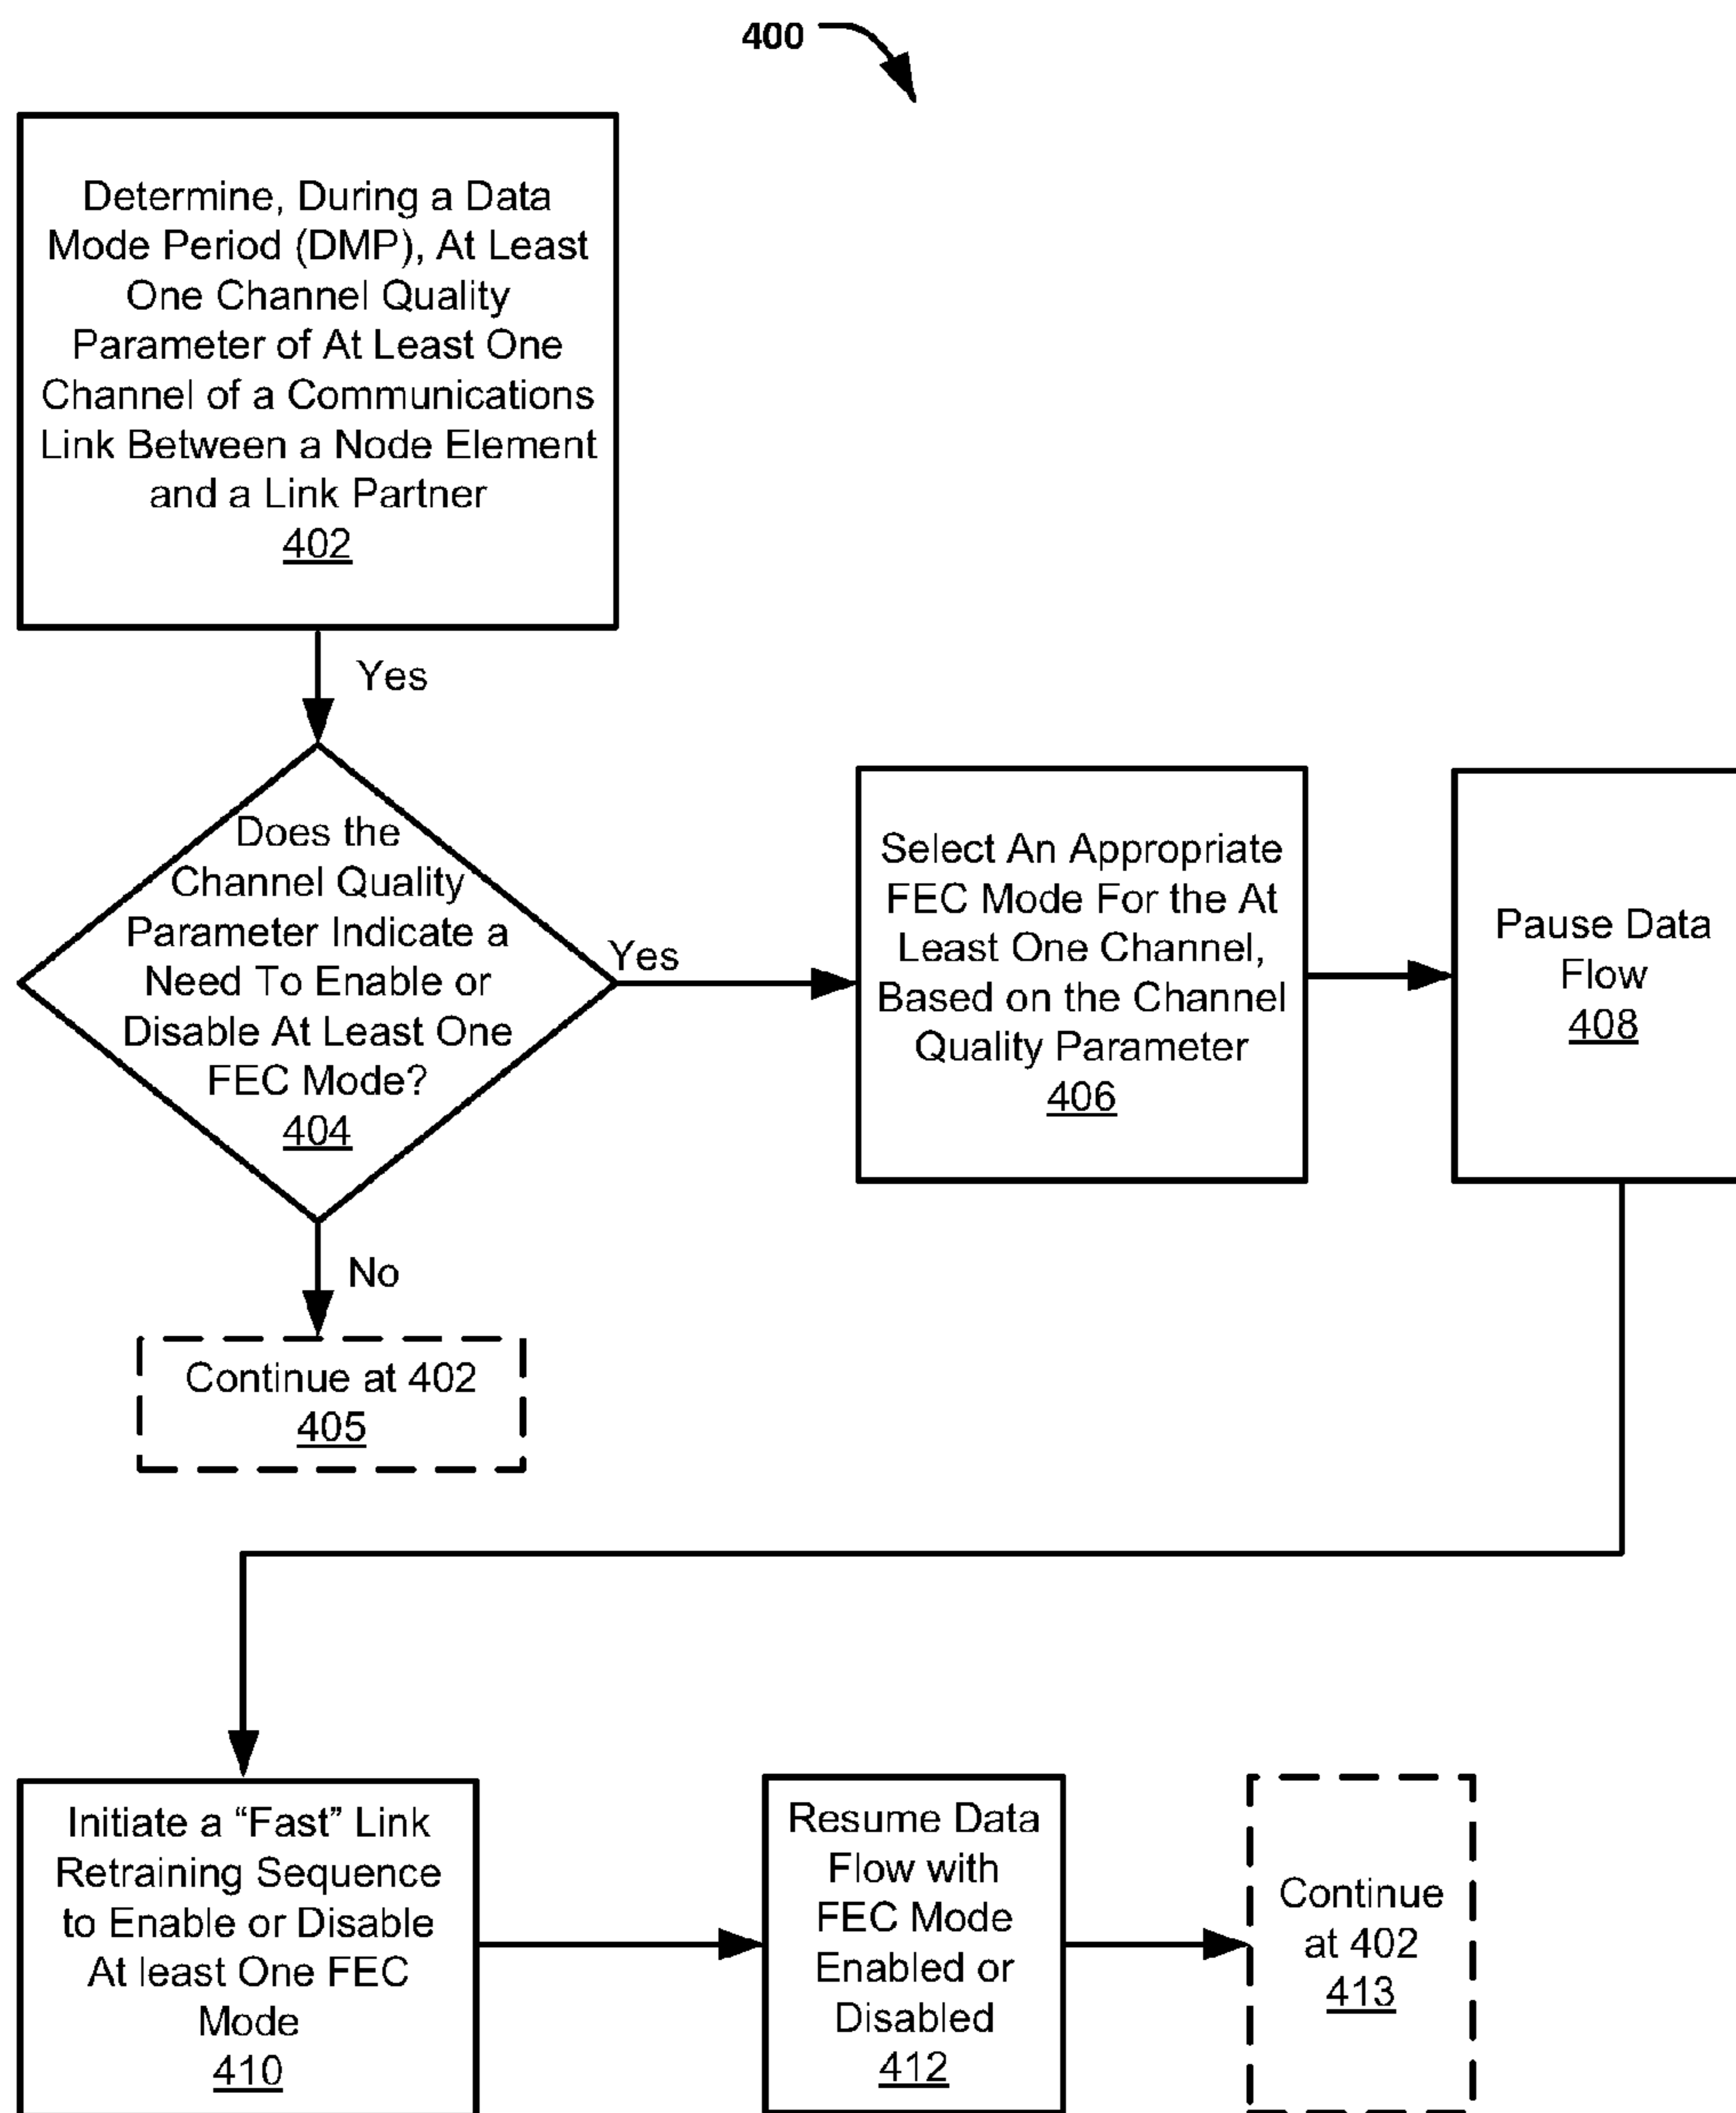 400
Determine, During a Data
Mode Period (DMP), At Least
One Channel Quality
Parameter of At Least One
Channel of a Communications
Link Between a Node Element
and a Link Partner
402
Yes
Does the
Channel Quality
Parameter Indicate a
Need To Enable or
Disable At Least One
FEC Mode?
404
Yes
Select An Appropriate
FEC Mode For the At
Least One Channel,
Based on the Channel
Quality Parameter
406
Pause Data
Flow
408
No
Continue at 402
405
Initiate a “Fast” Link
Retraining Sequence
to Enable or Disable
At least One FEC
Mode
410
Resume Data
Flow with
FEC Mode
Enabled or
Disabled
412
Continue
at 402
413